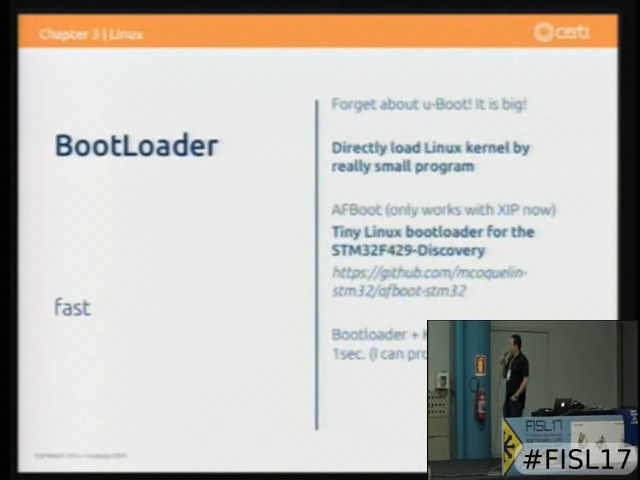 Chapter 3 | Linux
certi
BootLoader
fast
Forget about u-Boot! It is big!
Directly load Linux kernel by
really small program
AFBoot (only works with XIP now)
Tiny Linux bootloader for the
STM32F429-Discovery
https://github.com/mcoquelin-
stm32/afboot-stm32
Bootloader +
1sec. (I can
FISL17
#FISL17